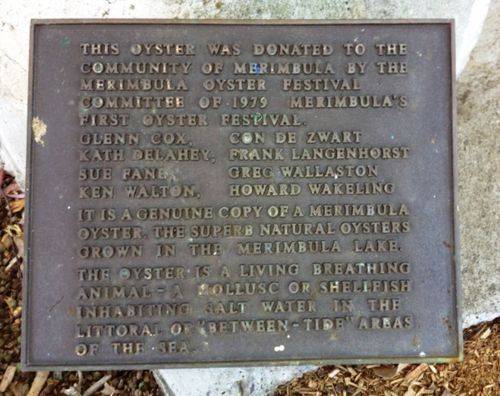 THIS OYSTER WAS DONATED TO THE
COMMUNITY OF MERIMBULA BY THE
MERIMBULA OYSTER FESTIVAL
COMMITTEE OF 1979 MERIMBULA'S
FIRST OYSTER FESTIVAL.
GLENN COX, CON DE ZWART
KATH DELAHEY, FRANK LANGENHORST
SUE FANE, GREG WALLASTON
KEN WALTON, HOWARD WAKELING
IT IS A GENUINE COPY OF A MERIMBULA
OYSTER. THE SUPERB NATURAL OYSTERS
GROWN IN THE MERIMBULA LAKE.
THE OYSTER IS A LIVING BREATHING
ANIMAL - A MOLLUSC OR SHELLFISH
INHABITING SALT WATER IN THE
LITTORAL OF "BETWEEN-TIDE" AREAS
OF THE SEA.